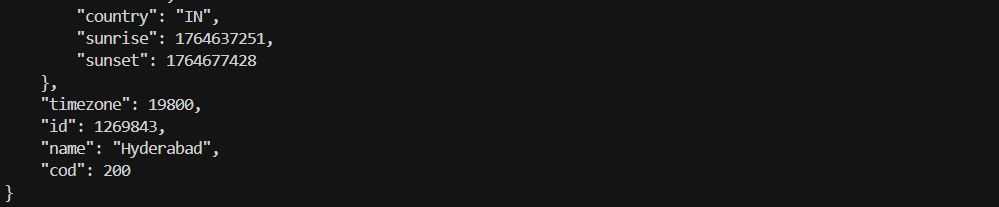 "country": "IN",
"sunrise": 1764637251,
"sunset": 1764677428
},
"timezone": 19800,
"id": 1269843,
"name": "Hyderabad",
"cod": 200
}